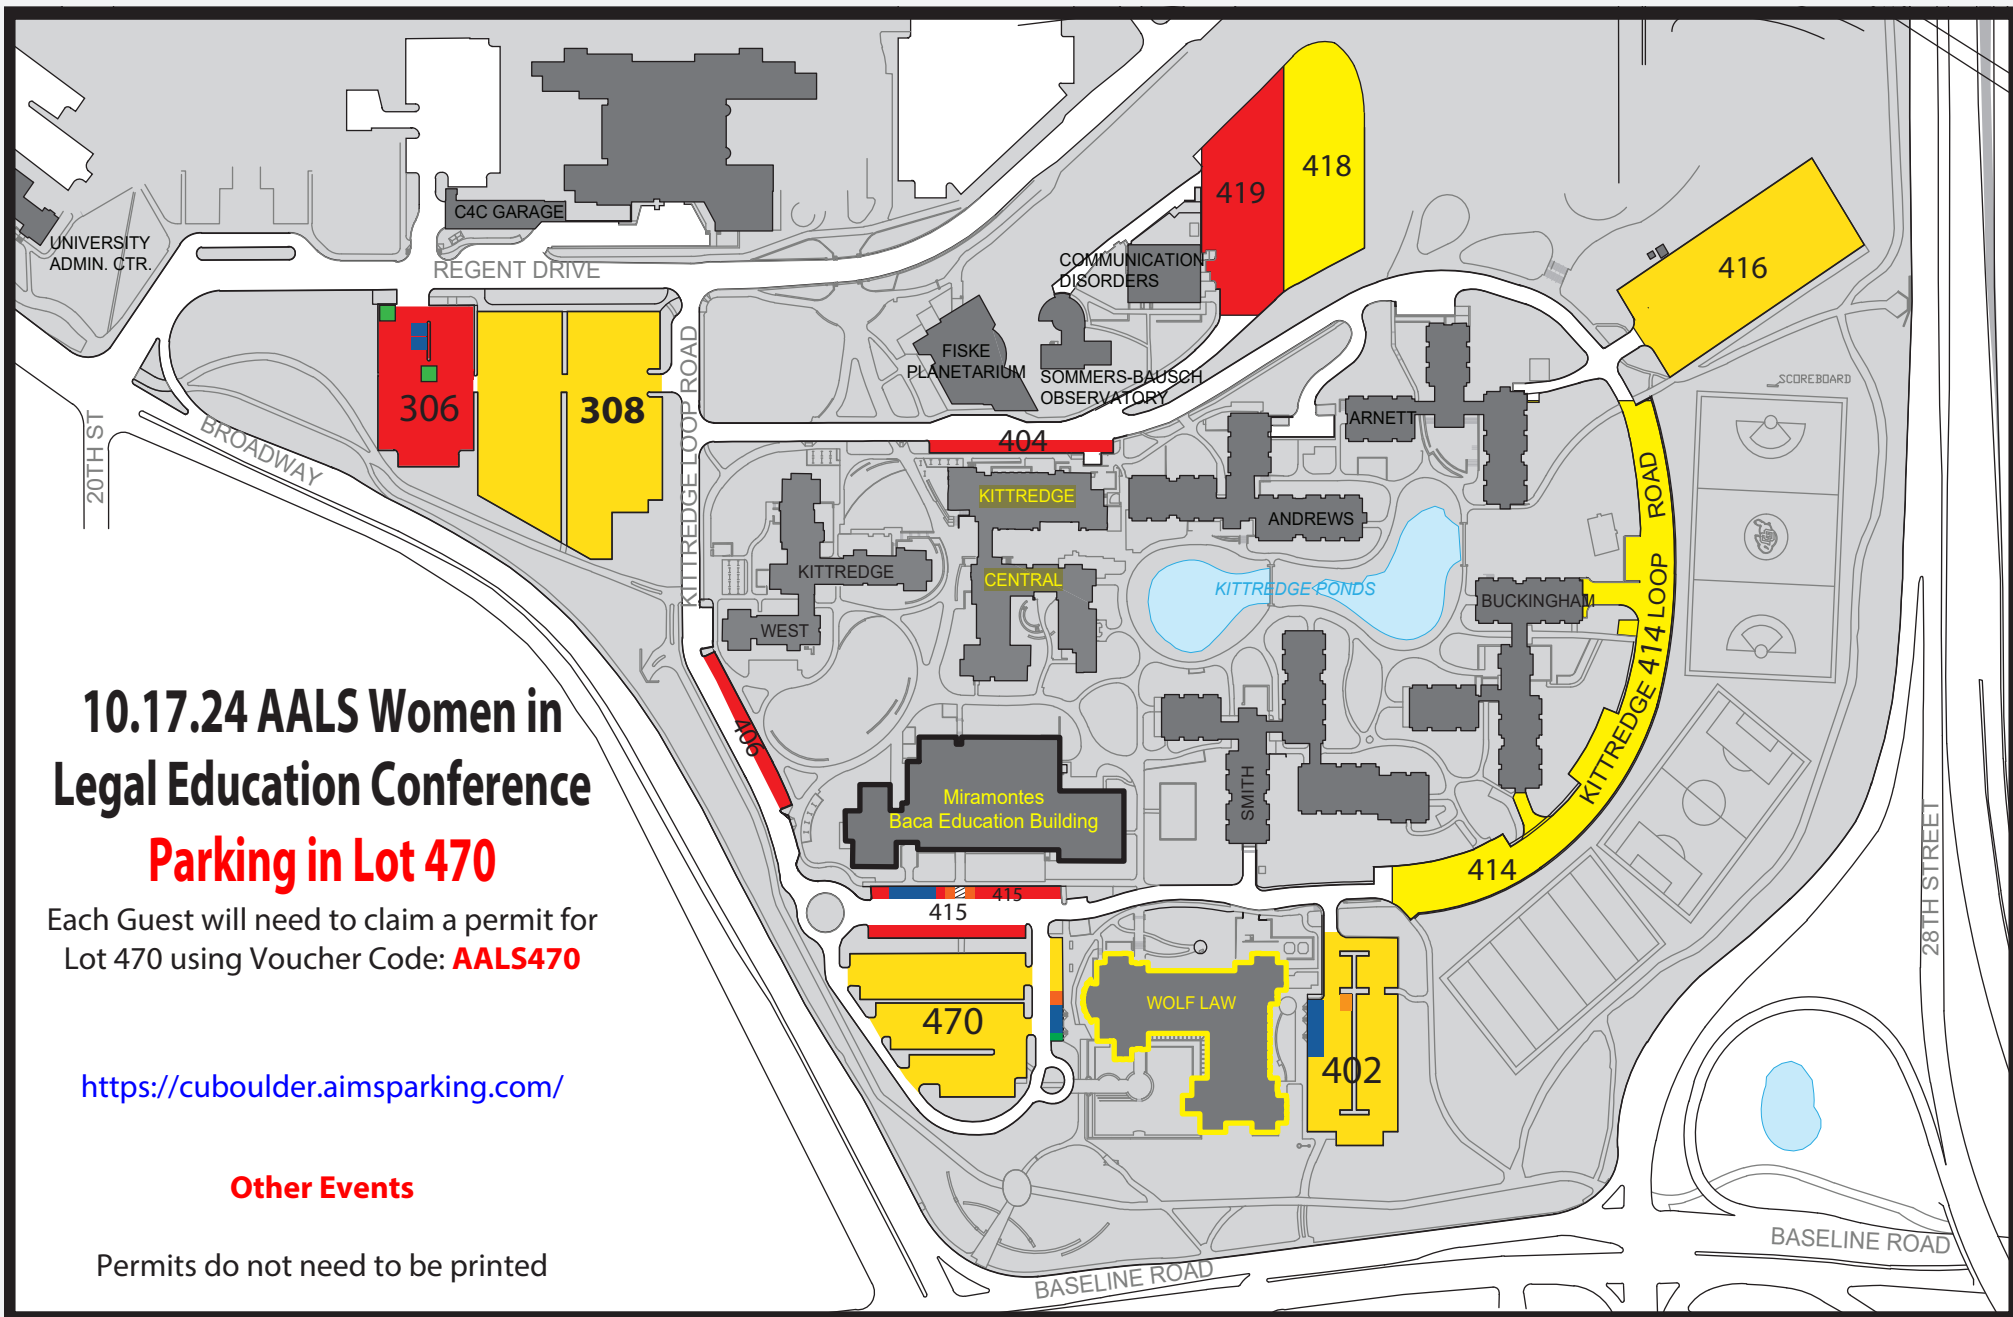 419
418
C4C GARAGE
UNIVERSITY
ADMIN. CTR.
REGENT DRIVE
COMMUNICATION
DISORDERS
416
FISKE
PLANETARIUM
SOMMERS-BAUSCH
OBSERVATORY
SCOREBOARD
306
308
KITTREDGE LOOP ROAD
20TH ST
BROADWAY
404
ARNETT
KITTREDGE
ANDREWS
KITTREDGE
CENTRAL
KITTREDGE PONDS
BUCKINGHAM
WEST
KITTREDGE 414 LOOP ROAD
406
10.17.24 AALS Women in
Legal Education Conference
Parking in Lot 470
Each Guest will need to claim a permit for
Lot 470 using Voucher Code: AALS470
https://cuboulder.aimsparking.com/
Other Events
Permits do not need to be printed
Miramontes
Baca Education Building
SMITH
414
415
415
28TH STREET
WOLF LAW
470
402
BASELINE ROAD
BASELINE ROAD